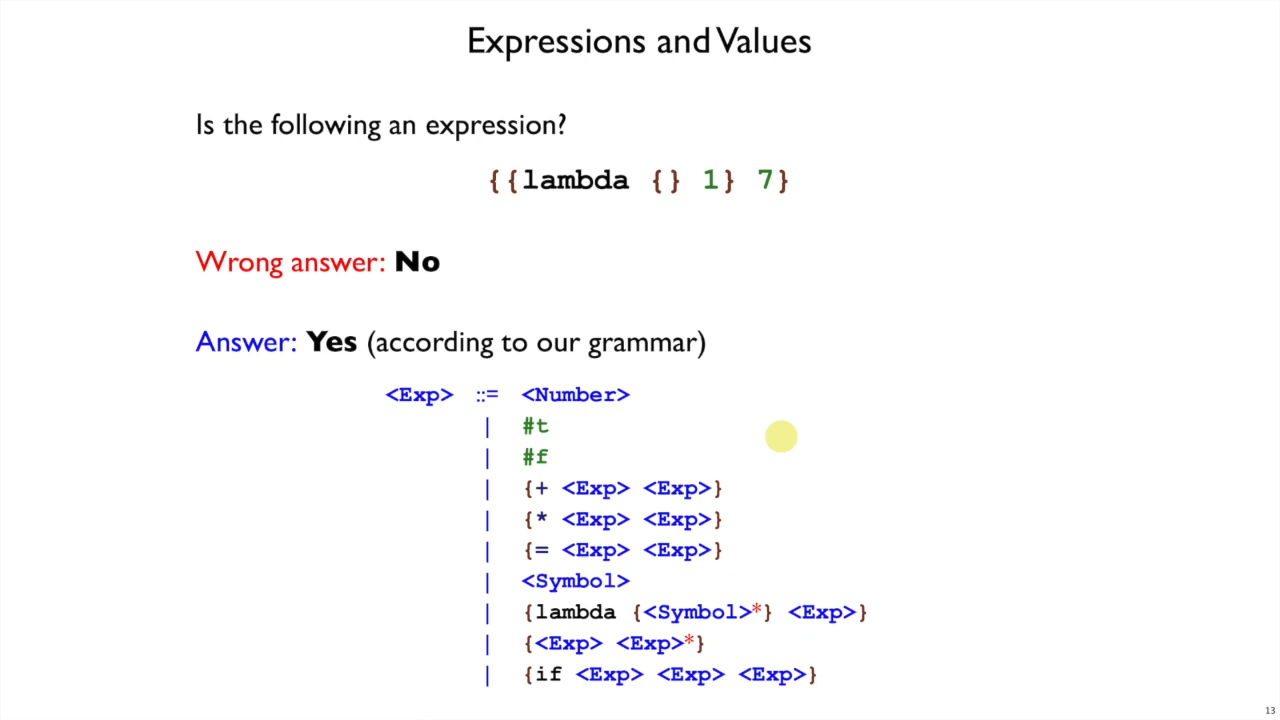 Expressions and Values
Is the following an expression?
{{lambda {} 1} 7}
Wrong answer: No
Answer: Yes (according to our grammar)
<Exp> ::= <Number>
| #t
| #f
| {+ <Exp> <Exp>}
| {* <Exp> <Exp>}
| {= <Exp> <Exp>}
| <Symbol>
| {lambda {<Symbol>*} <Exp>}
| {<Exp> <Exp>*}
| {if <Exp> <Exp> <Exp>}
13